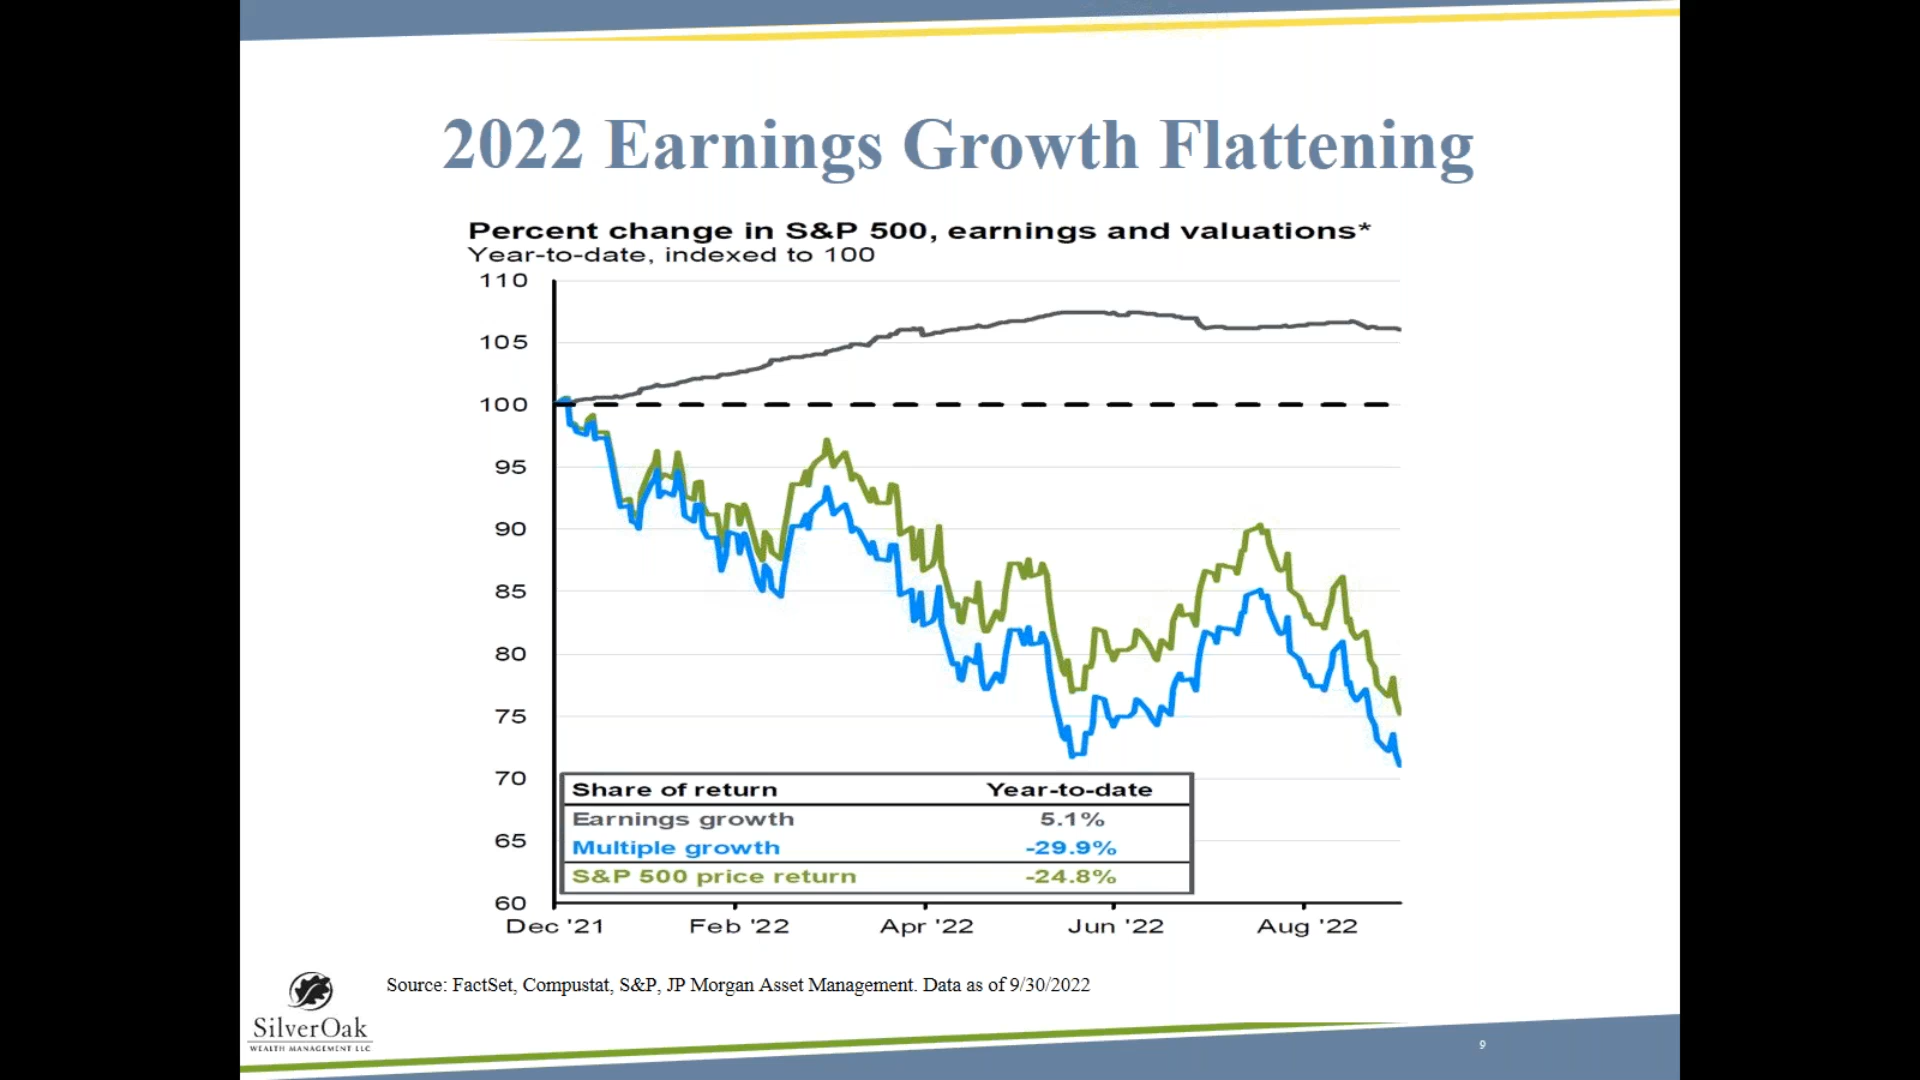 2022 Earnings Growth Flattening
Percent change in S&P 500, earnings and valuations*
Year-to-date, indexed to 100
110
105
100
95
90
85
80
75
70
65
60
Share of return Year-to-date
Earnings growth 5.1%
Multiple growth -29.9%
S&P 500 price return -24.8%
Dec '21 Feb '22 Apr '22 Jun '22 Aug '22
Source: FactSet, Compustat, S&P, JP Morgan Asset Management. Data as of 9/30/2022
SilverOak
WEALTH MANAGEMENT LLC
9